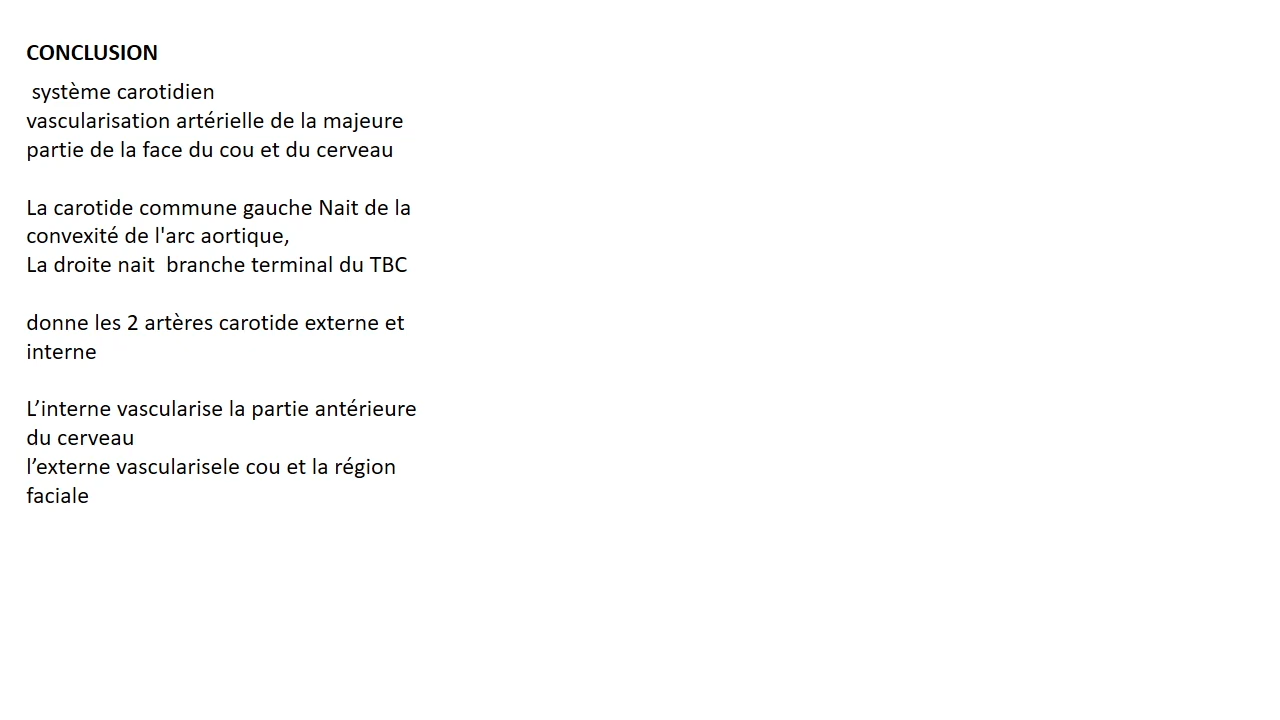 CONCLUSION
système carotidien
vascularisation artérielle de la majeure
partie de la face du cou et du cerveau
La carotide commune gauche Nait de la
convexité de l'arc aortique,
La droite nait  branche terminal du TBC
donne les 2 artères carotide externe et
interne
L’interne vascularise la partie antérieure
du cerveau
l’externe vascularisele cou et la région
faciale